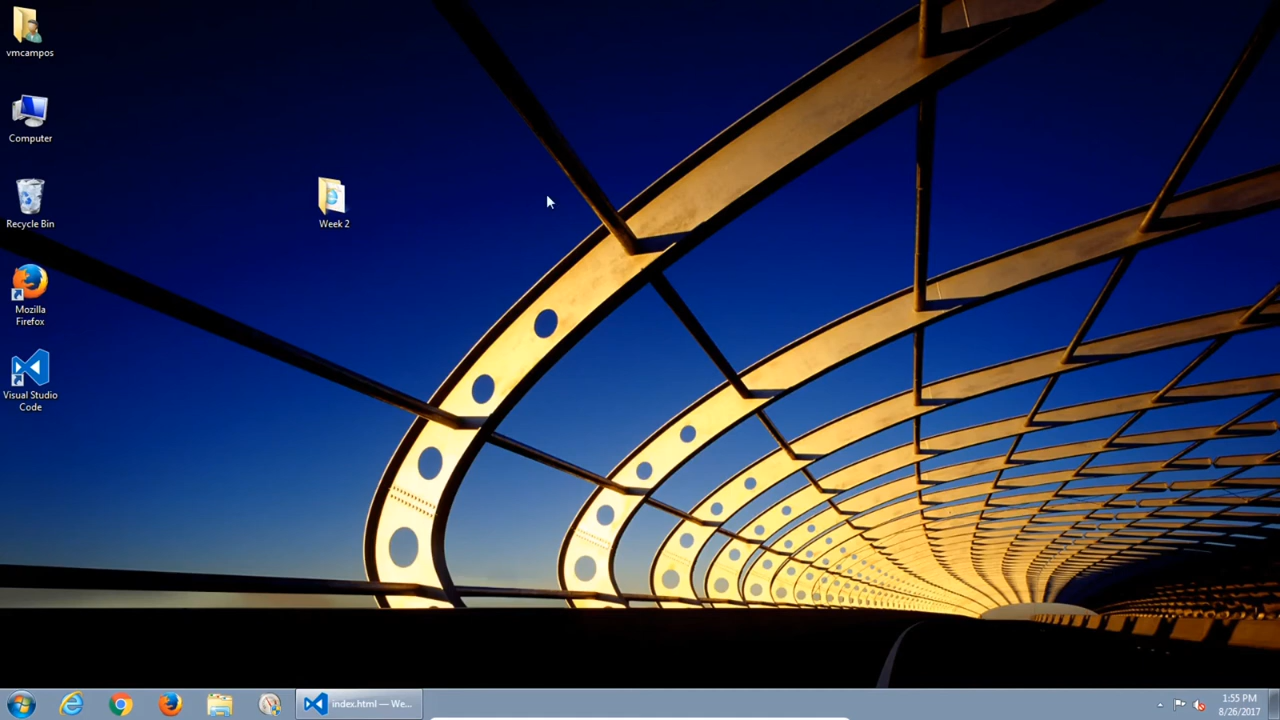 vmcampos
Computer
Recycle Bin
Week 2
Mozilla
Firefox
Visual Studio
Code
index.html — We...
1:55 PM
8/26/2017